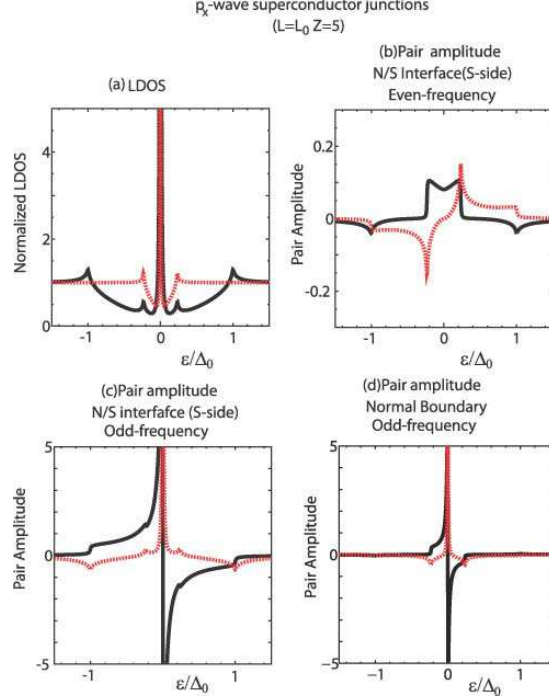 px-wave superconductor junctions
(L=L0 Z=5)
(a) LDOS
Normalized LDOS
4
2
0
-1
0
1
ε/Δ0
(b)Pair amplitude
N/S Interface(S-side)
Even-frequency
Pair Amplitude
0.2
0
-0.2
-1
0
1
ε/Δ0
(c)Pair amplitude
N/S interfafce (S-side)
Odd-frequency
Pair Amplitude
5
0
-5
-1
0
1
ε/Δ0
(d)Pair amplitude
Normal Boundary
Odd-frequency
Pair Amplitude
5
0
-5
-1
0
1
ε/Δ0